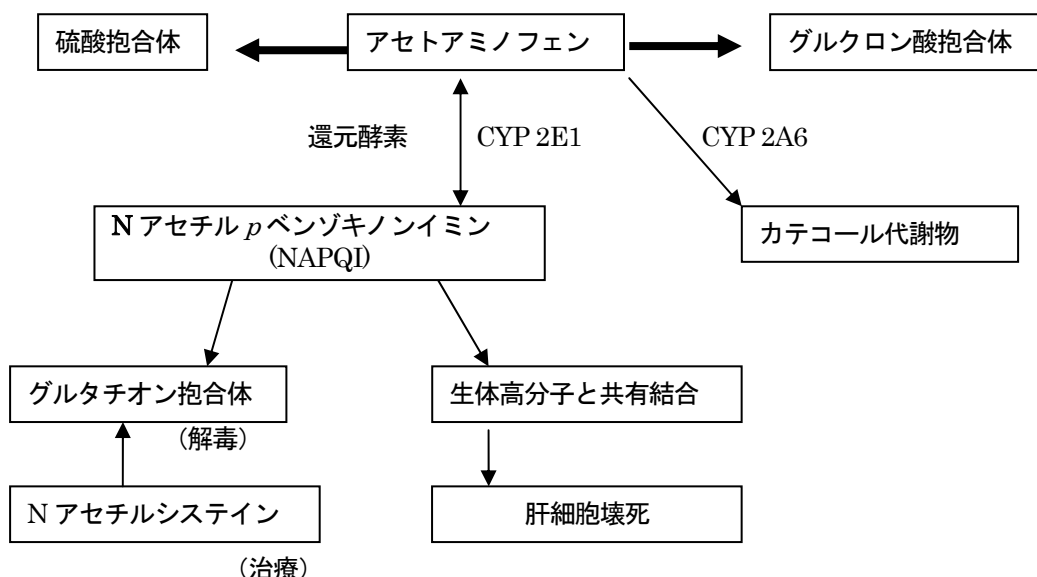 硫酸抱合体
アセトアミノフェン
グルクロン酸抱合体
還元酵素
CYP 2E1
CYP 2A6
N アセチル p ベンゾキノンイミン
(NAPQI)
カテコール代謝物
グルタチオン抱合体
生体高分子と共有結合
（解毒）
N アセチルシステイン
肝細胞壊死
（治療）